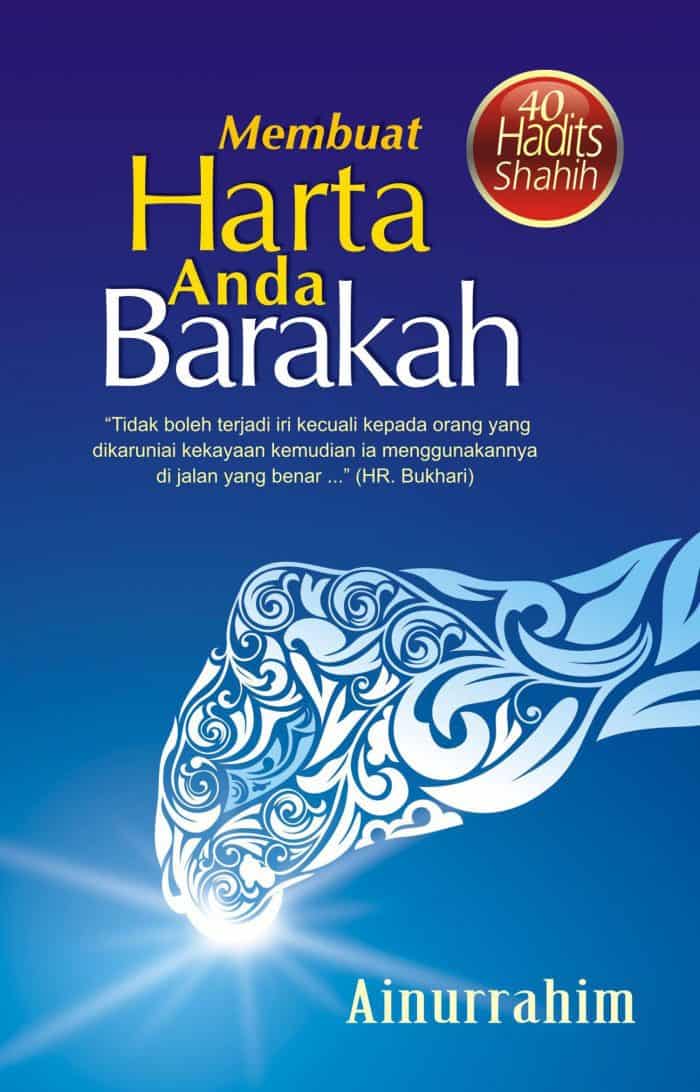 Membuat
Harta
Anda
Barakah
40
Hadits
Shahih
“Tidak boleh terjadi iri kecuali kepada orang yang
dikaruniai kekayaan kemudian ia menggunakannya
di jalan yang benar ...” (HR. Bukhari)
Ainurrahim